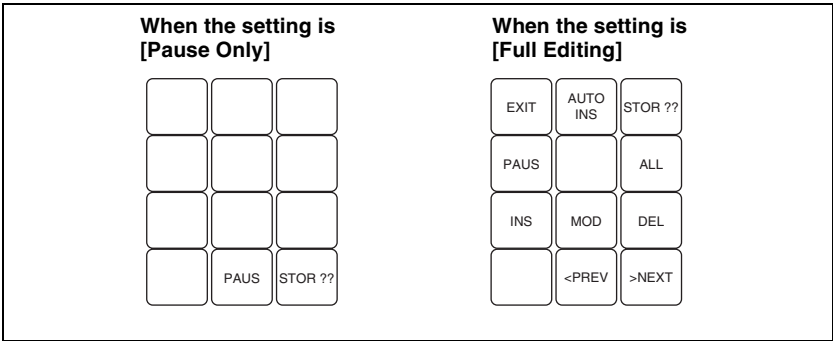 When the setting is
[Pause Only]
PAUS STOR ??
When the setting is
[Full Editing]
EXIT AUTO INS STOR ??
PAUS ALL
INS MOD DEL
<PREV >NEXT